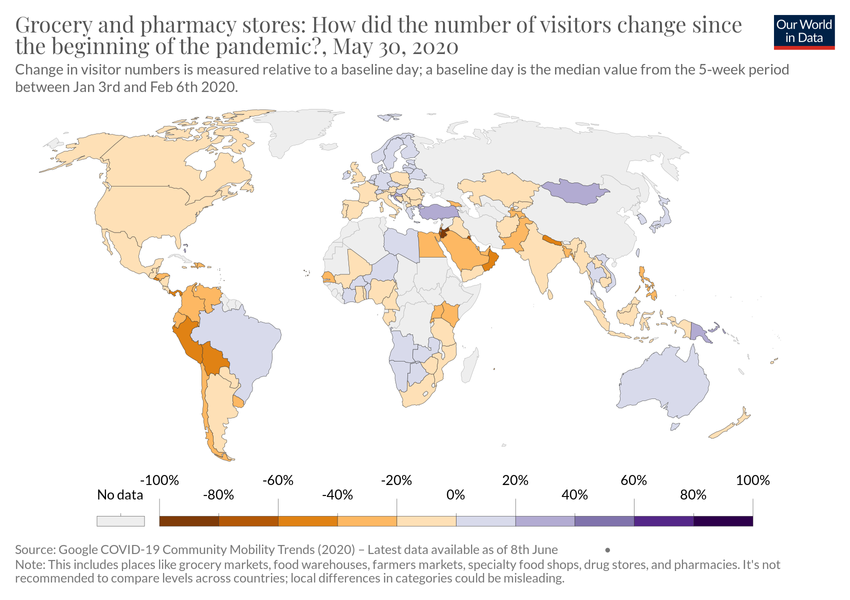 Grocery and pharmacy stores: How did the number of visitors change since
the beginning of the pandemic?, May 30, 2020
Our World
in Data
Change in visitor numbers is measured relative to a baseline day; a baseline day is the median value from the 5-week period
between Jan 3rd and Feb 6th 2020.
-100% -60% -20% 20% 60% 100%
No data -80% -40% 0% 40% 80%
Source: Google COVID-19 Community Mobility Trends (2020) – Latest data available as of 8th June
Note: This includes places like grocery markets, food warehouses, farmers markets, specialty food shops, drug stores, and pharmacies. It's not
recommended to compare levels across countries; local differences in categories could be misleading.